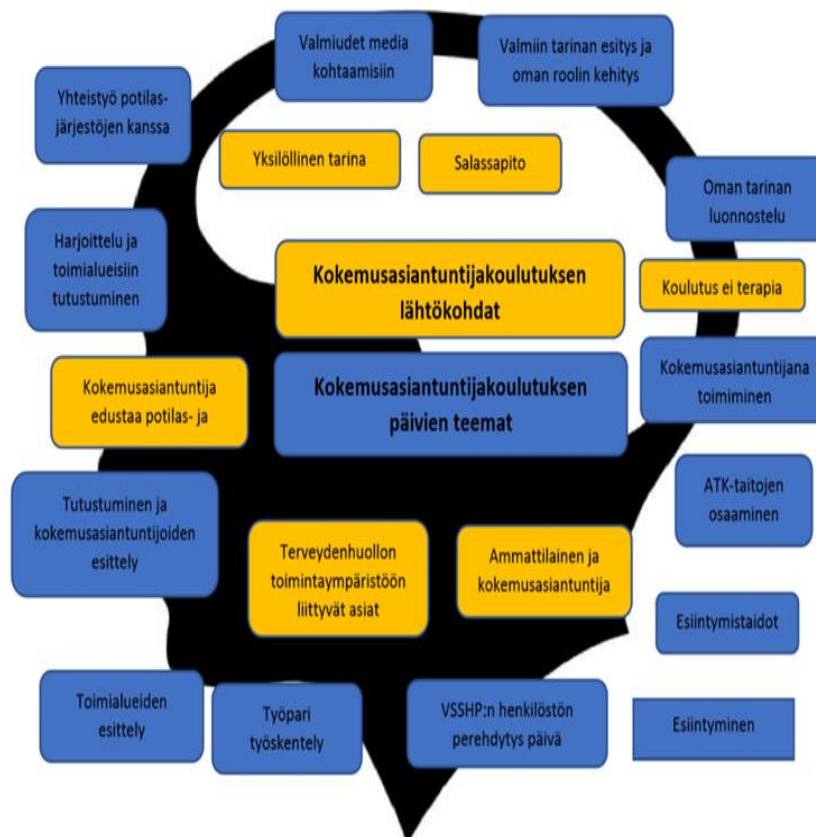 Valmiudet media
kohtaamisiin
Valmiin tarinan esitys ja
oman roolin kehitys
Yhteistyö potilas-
järjestöjen kanssa
Yksilöllinen tarina
Salassapito
Oman tarinan
luonnostelu
Harjoittelu ja
toimialueisiin
tutustuminen
Kokemusasiantuntijakoulutuksen
lähtökohdat
Koulutus ei terapia
Kokemusasiantuntija
edustaa potilas- ja
Kokemusasiantuntijakoulutuksen
päivien teemat
Kokemusasiantuntijana
toimiminen
Tutustuminen ja
kokemusasiantuntijoiden
esittely
ATK-taitojen
osaaminen
Terveydenhuollon
toimintaympäristöön
liittyvät asiat
Ammattilainen ja
kokemusasiantuntija
Esiintymistaidot
Toimialueiden
esittely
Työpari
työskentely
VSSHP:n henkilöstön
perehdytys päivä
Esiintyminen